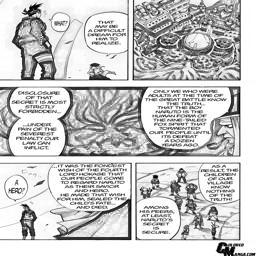 WHAT?
THAT
MAY BE
A DIFFICULT
DREAM FOR
HIM TO
REALIZE.
ONLY WE WHO WERE
ADULTS AT THE TIME OF
THE GREAT BATTLE KNOW
THE TRUTH...
THAT THE BOY
NARUTO IS THE
HUMAN FORM OF
THE NINE-TAILED
FOX SPIRIT THAT
TORMENTED
OUR PEOPLE UNTIL
ITS DEFEAT
A DOZEN
YEARS AGO
DISCLOSURE
OF THAT
SECRET IS MOST
STRICTLY
FORBIDDEN...
...UNDER
PAIN OF THE
SEVEREST
PENALTY OUR
LAW CAN
INFLICT.
AS A
RESULT, THE
CHILDREN
OF OUR
VILLAGE
KNOW
NOTHING
OF THE
TRUTH!
AMONG
HIS PEERS,
AT LEAST,
NARUTO'S
SECRET
IS
SECURE.
...IT WAS THE FONDEST
WISH OF THE FOURTH
LORD HOKAGE THAT
OUR PEOPLE COME
TO REGARD NARUTO
AS THEIR SAVIOR
AND HERO.
HE MADE THAT WISH
FOR HIM, SEALED THE
CHILD'S FATE...
AND DIED.
A
HERO?
COLORED
MANGA.COM